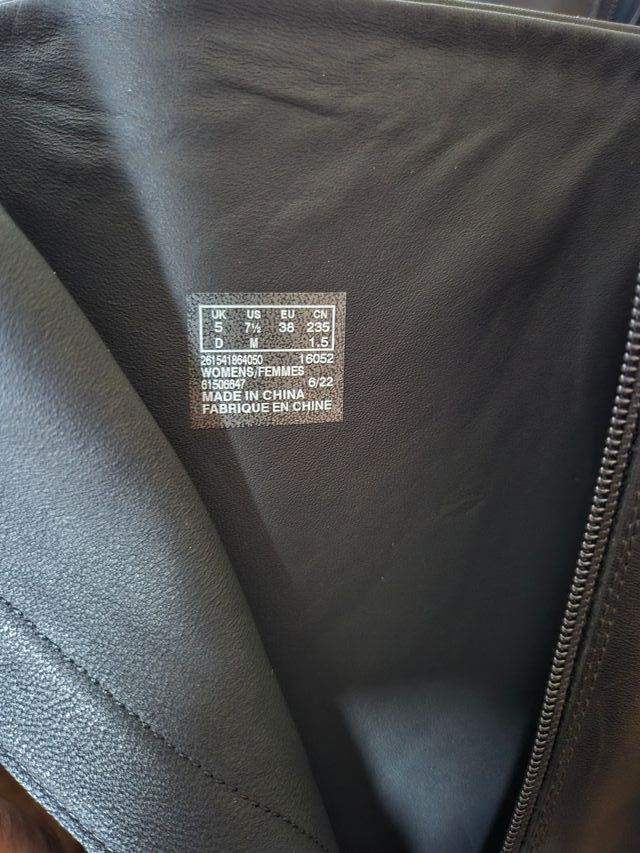 UK US EU CN
5 7½ 38 235
D M 1.5
261541864050 16052
WOMENS/FEMMES
61506647 6/22
MADE IN CHINA
FABRIQUE EN CHINE